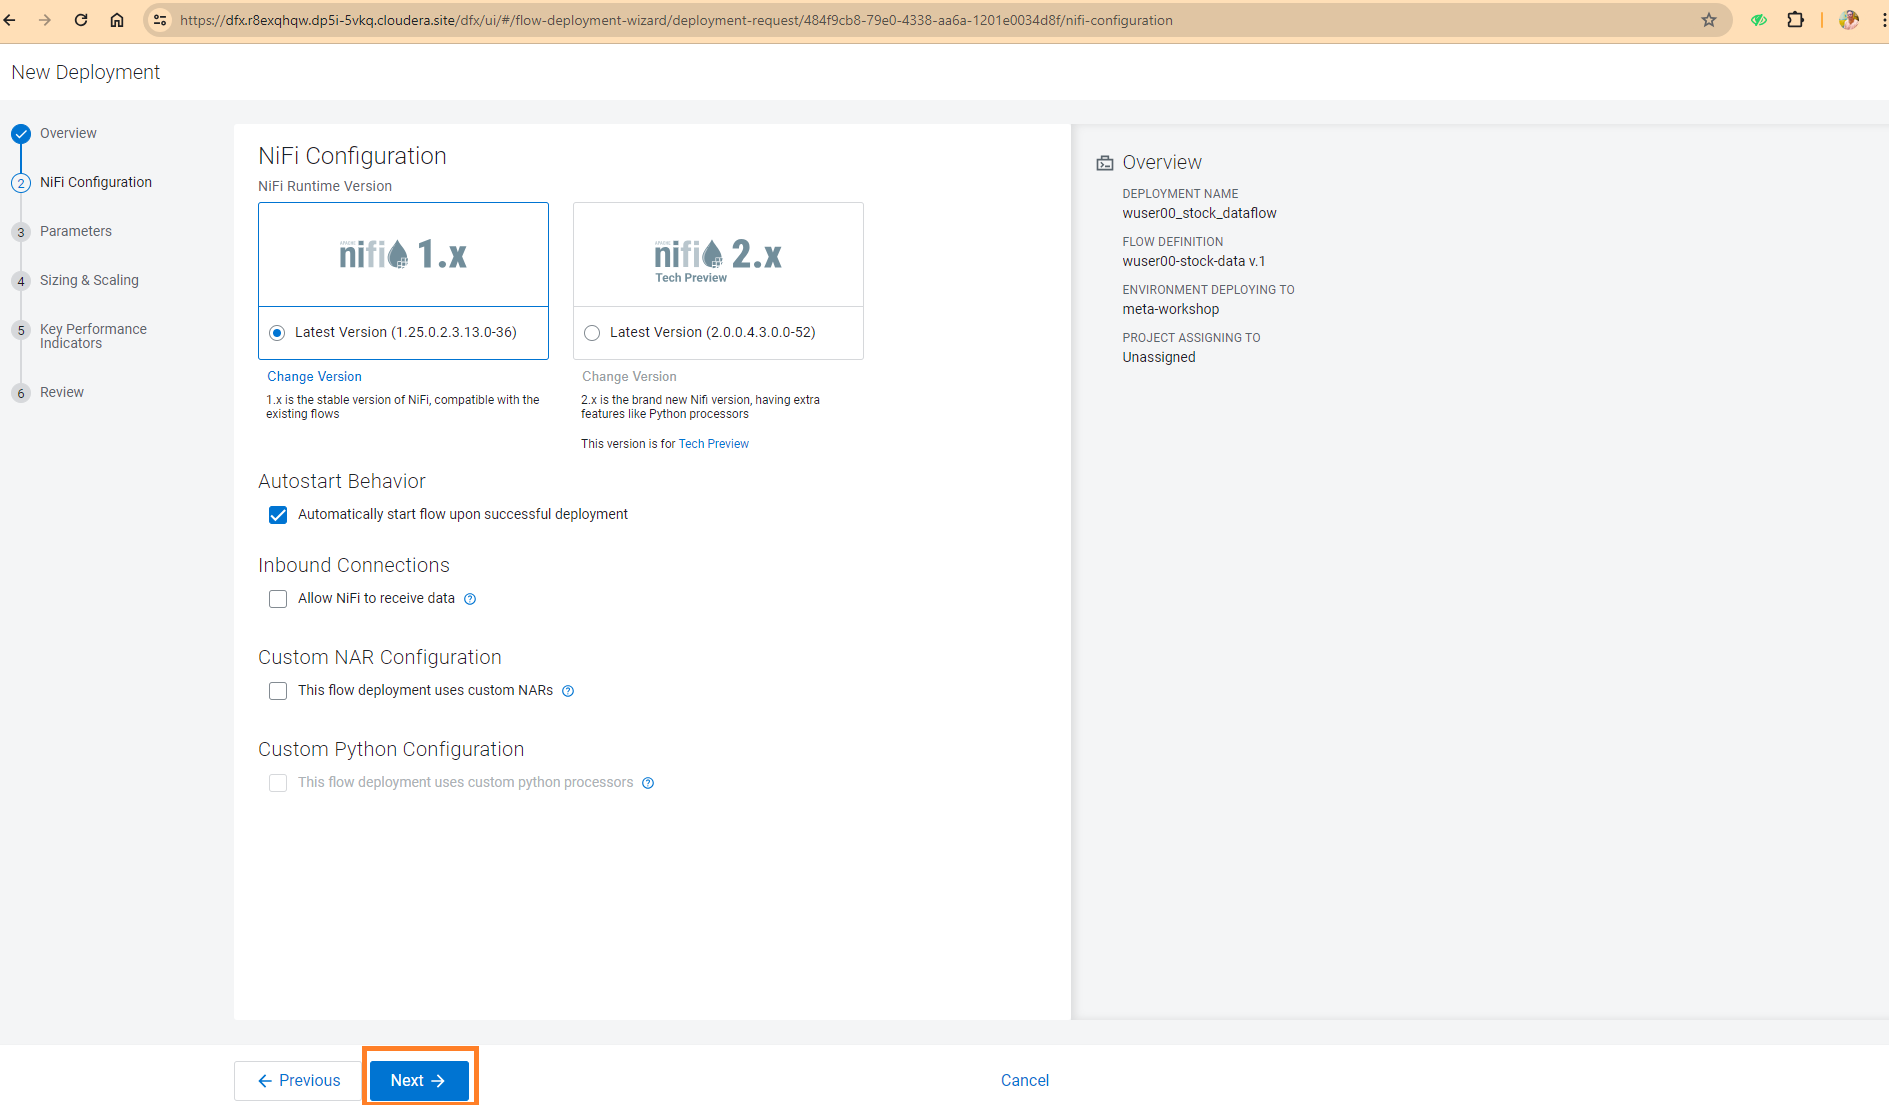 https://dfx.r8exqhqw.dp5i-5vkq.cloudera.site/dfx/ui/#/flow-deployment-wizard/deployment-request/484f9cb8-79e0-4338-aa6a-1201e0034d8f/nifi-configuration
New Deployment
Overview
2 NiFi Configuration
3 Parameters
4 Sizing & Scaling
5 Key Performance
Indicators
6 Review
NiFi Configuration
NiFi Runtime Version
APACHE
nifi 1.x
Latest Version (1.25.0.2.3.13.0-36)
Change Version
1.x is the stable version of NiFi, compatible with the
existing flows
APACHE
nifi 2.x
Tech Preview
Latest Version (2.0.0.4.3.0.0-52)
Change Version
2.x is the brand new Nifi version, having extra
features like Python processors
This version is for Tech Preview
Autostart Behavior
Automatically start flow upon successful deployment
Inbound Connections
Allow NiFi to receive data ?
Custom NAR Configuration
This flow deployment uses custom NARs ?
Custom Python Configuration
This flow deployment uses custom python processors ?
Overview
DEPLOYMENT NAME
wuser00_stock_dataflow
FLOW DEFINITION
wuser00-stock-data v.1
ENVIRONMENT DEPLOYING TO
meta-workshop
PROJECT ASSIGNING TO
Unassigned
← Previous
Next →
Cancel